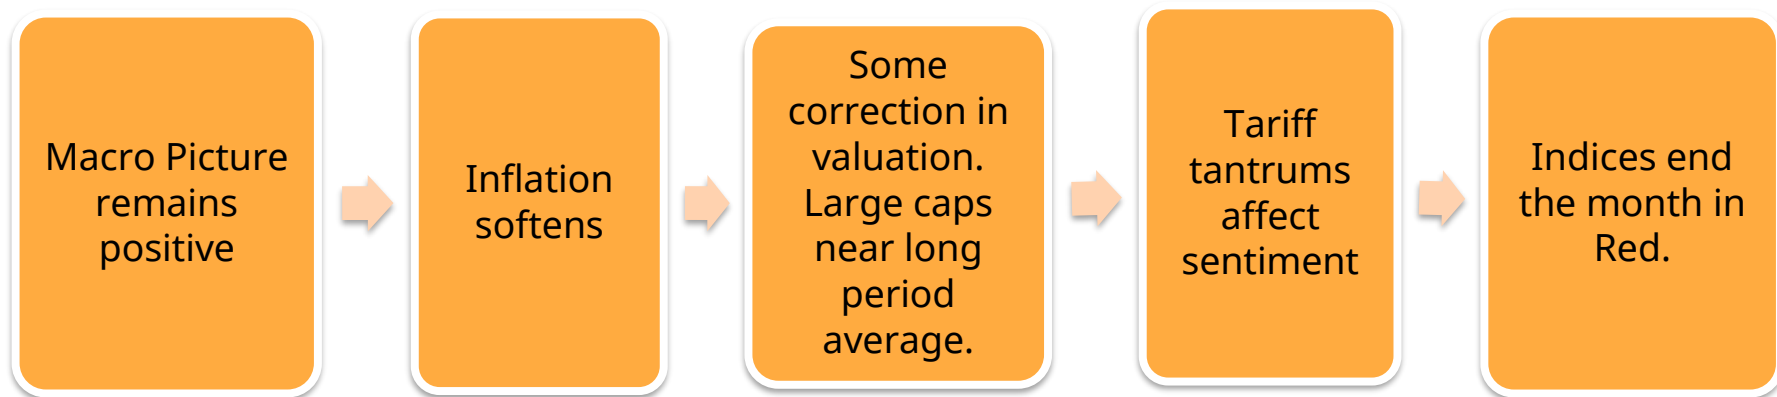 Macro Picture
remains
positive
Inflation
softens
Some
correction in
valuation.
Large caps
near long
period
average.
Tariff
tantrums
affect
sentiment
Indices end
the month in
Red.